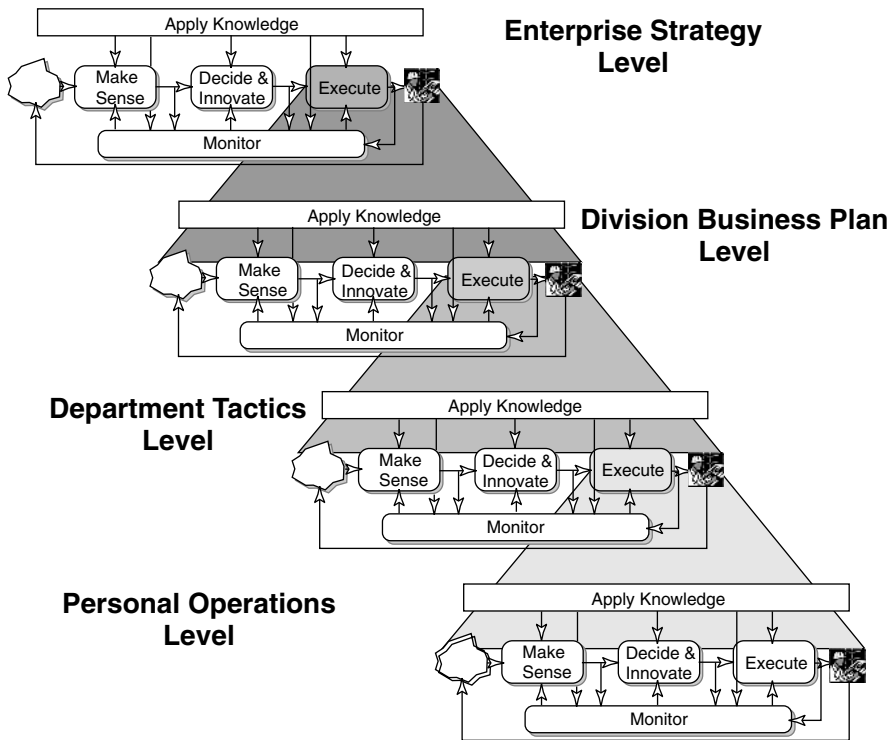 Apply Knowledge
Enterprise Strategy
Level
Make
Sense
Decide &
Innovate
Execute
Monitor
Apply Knowledge
Division Business Plan
Level
Make
Sense
Decide &
Innovate
Execute
Monitor
Department Tactics
Level
Apply Knowledge
Make
Sense
Decide &
Innovate
Execute
Monitor
Personal Operations
Level
Apply Knowledge
Make
Sense
Decide &
Innovate
Execute
Monitor